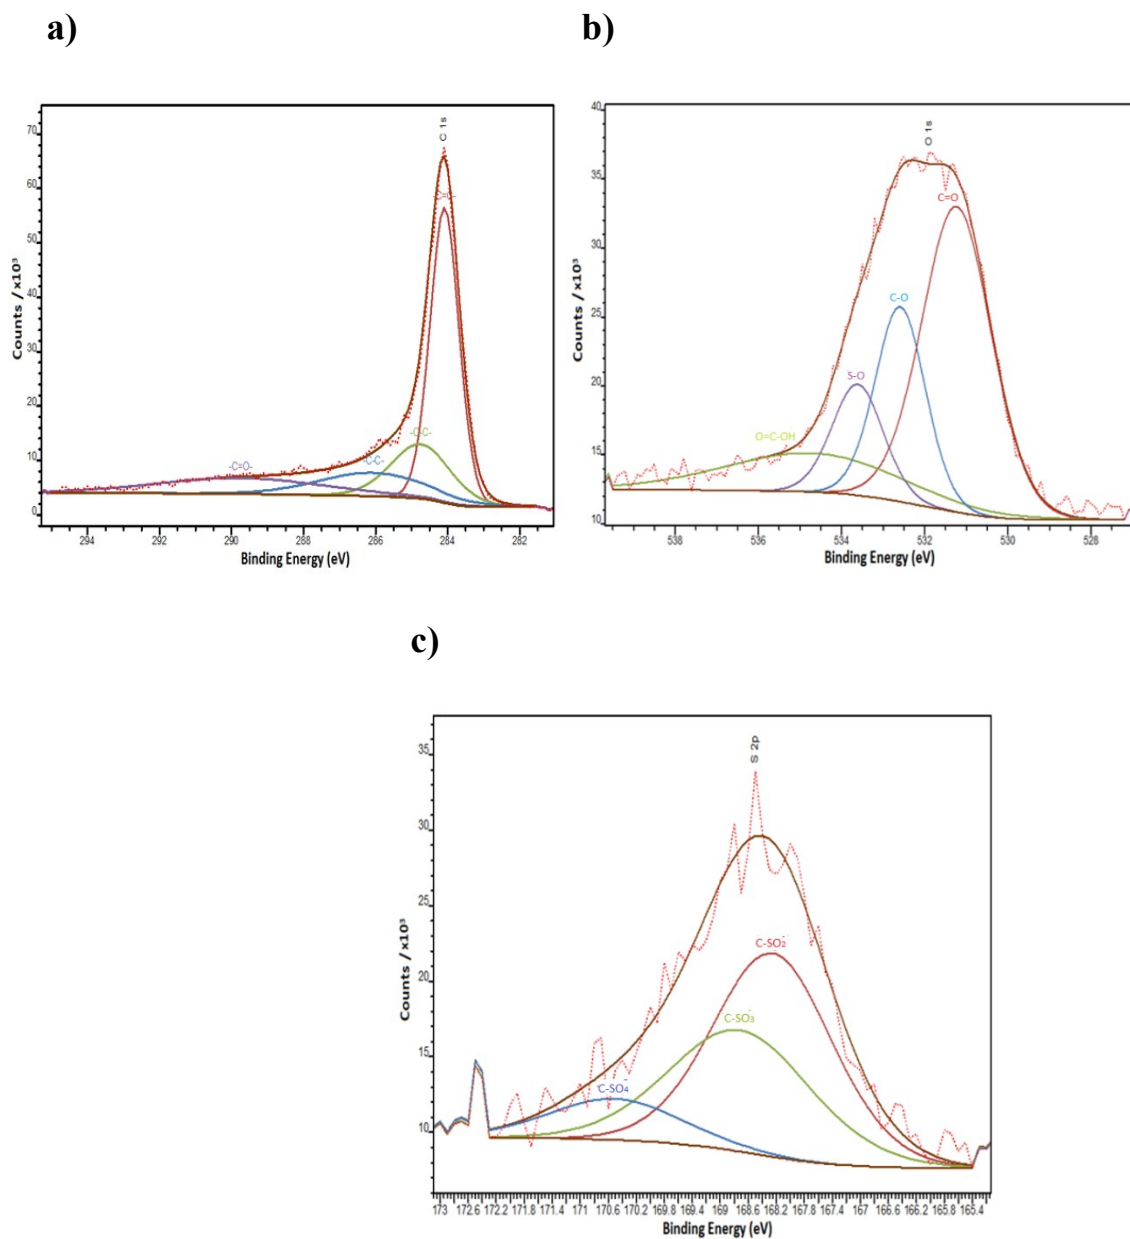 a)
C 1s
-C=C-
-C-C-
-C-C-
-C=O-
70
60
50
40
30
20
10
0
294 292 290 288 286 284 282
Counts / x10³
Binding Energy (eV)
b)
O 1s
C=O
C-O
S-O
O=C-OH
40
35
30
25
20
15
10
538 536 534 532 530 528
Counts / x10³
Binding Energy (eV)
c)
S 2p
C-SO₂⁻
C-SO₃⁻
C-SO₄⁻
35
30
25
20
15
10
173 172.6 172.2 171.8 171.4 171 170.6 170.2 169.8 169.4 169 168.6 168.2 167.8 167.4 167 166.6 166.2 165.8 165.4
Counts / x10³
Binding Energy (eV)